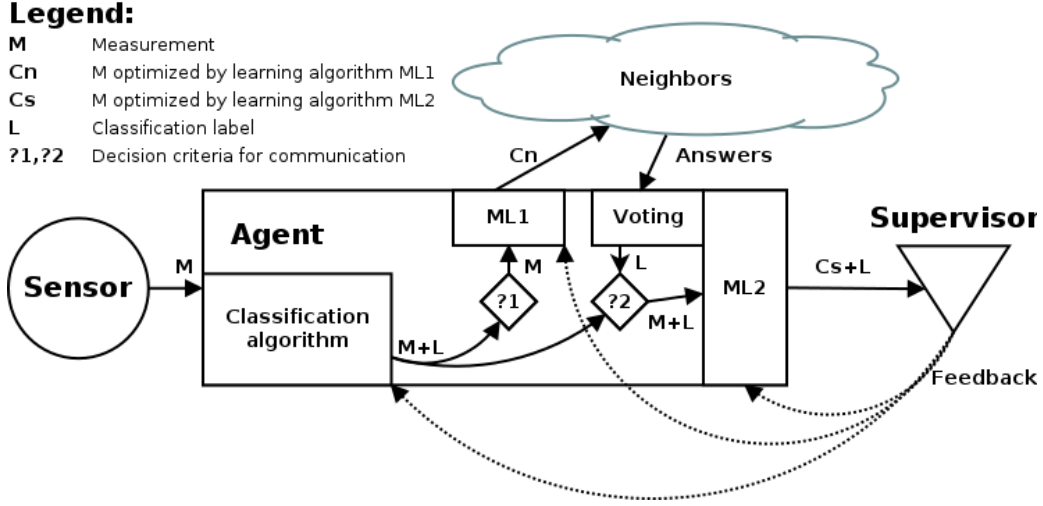 Legend:
M Measurement
Cn M optimized by learning algorithm ML1
Cs M optimized by learning algorithm ML2
L Classification label
?1,?2 Decision criteria for communication
Neighbors
Cn
Answers
Agent
ML1
Voting
Supervisor
Sensor
M
M
L
Cs+L
?1
?2
ML2
Classification
algorithm
M+L
M+L
Feedback